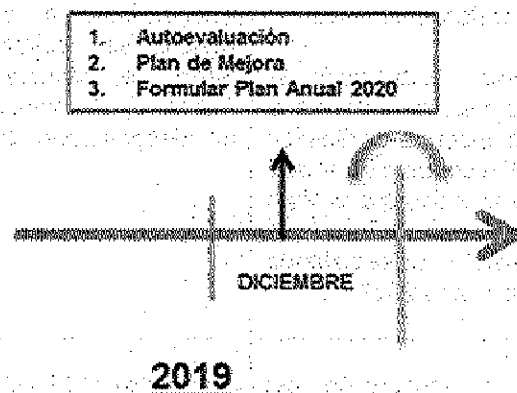 1. Autoevaluación
2. Plan de Mejora
3. Formular Plan Anual 2020
DICIEMBRE
2019